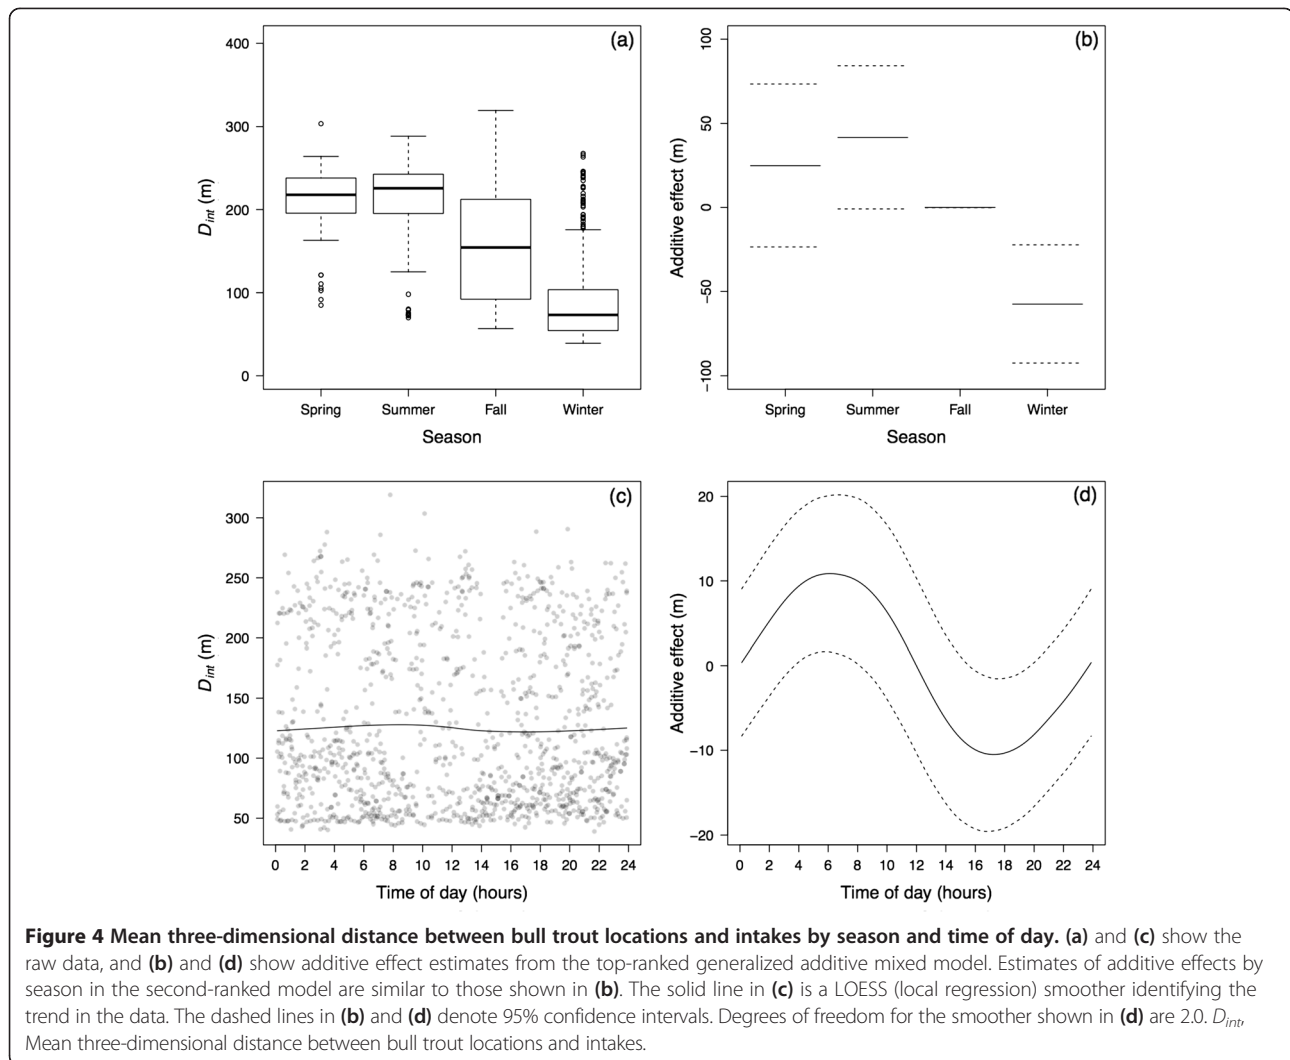 (a)
400
300
200
100
0
D_int (m)
Spring Summer Fall Winter
Season
(b)
100
50
0
−50
−100
Additive effect (m)
Spring Summer Fall Winter
Season
(c)
300
250
200
150
100
50
D_int (m)
0 2 4 6 8 10 12 14 16 18 20 22 24
Time of day (hours)
(d)
20
10
0
−10
−20
Additive effect (m)
0 2 4 6 8 10 12 14 16 18 20 22 24
Time of day (hours)
Figure 4 Mean three-dimensional distance between bull trout locations and intakes by season and time of day. (a) and (c) show the
raw data, and (b) and (d) show additive effect estimates from the top-ranked generalized additive mixed model. Estimates of additive effects by
season in the second-ranked model are similar to those shown in (b). The solid line in (c) is a LOESS (local regression) smoother identifying the
trend in the data. The dashed lines in (b) and (d) denote 95% confidence intervals. Degrees of freedom for the smoother shown in (d) are 2.0. D_int,
Mean three-dimensional distance between bull trout locations and intakes.